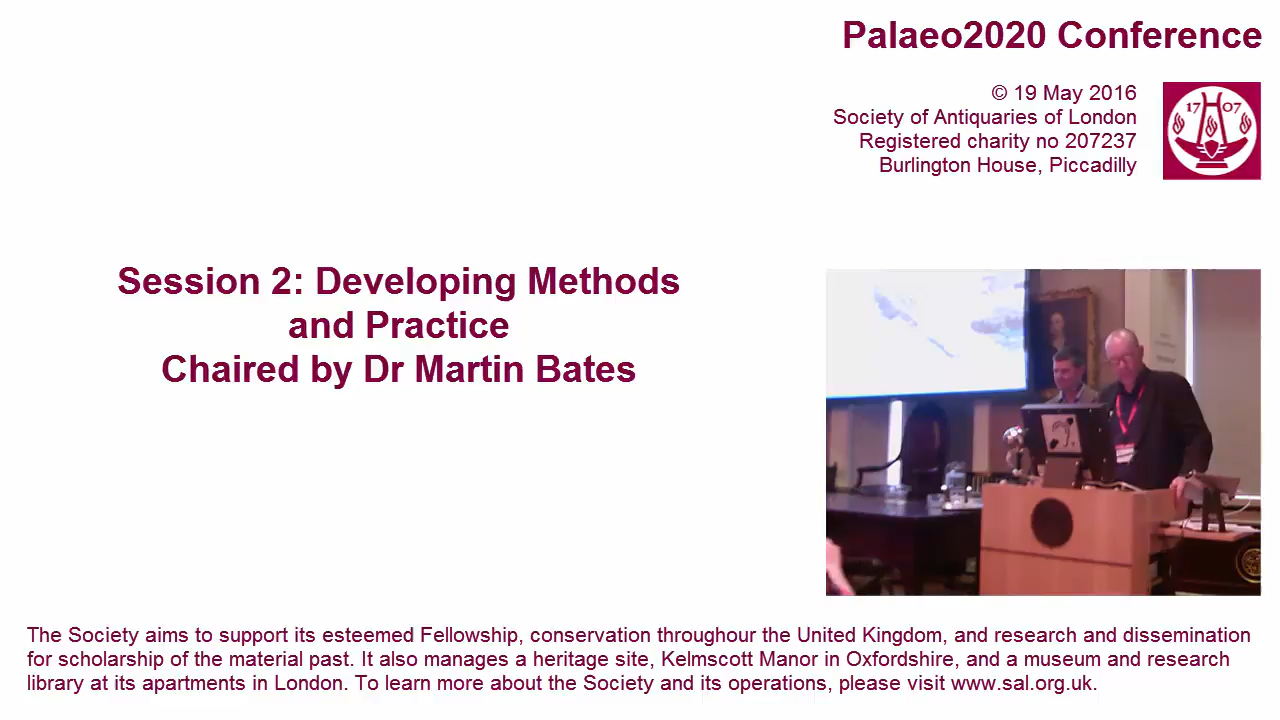 Palaeo2020 Conference
© 19 May 2016
Society of Antiquaries of London
Registered charity no 207237
Burlington House, Piccadilly
17 07
Session 2: Developing Methods
and Practice
Chaired by Dr Martin Bates
The Society aims to support its esteemed Fellowship, conservation throughour the United Kingdom, and research and dissemination
for scholarship of the material past. It also manages a heritage site, Kelmscott Manor in Oxfordshire, and a museum and research
library at its apartments in London. To learn more about the Society and its operations, please visit www.sal.org.uk.